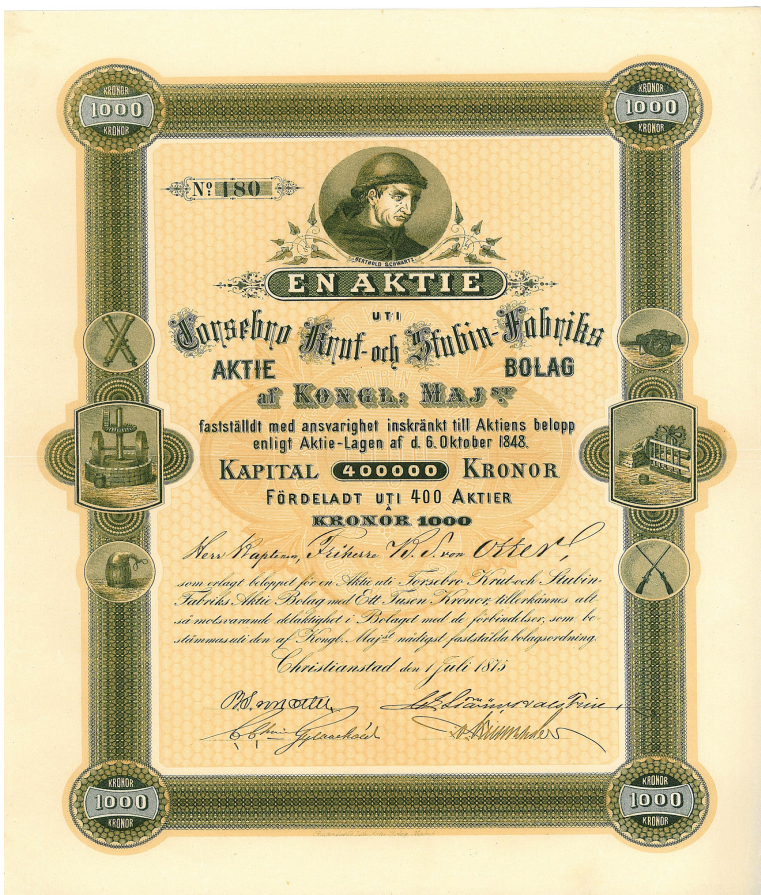 KRONOR
1000
KRONOR
KRONOR
1000
KRONOR
No 180
BERTHOLD SCHWARTZ
EN AKTIE
UTI
Torsebro Krut- och Stubin-Fabriks
AKTIE BOLAG
af KONGL: MAJ:
fastställdt med ansvarighet inskränkt till Aktiens belopp
enligt Aktie-Lagen af d. 6. Oktober 1848.
KAPITAL 400000 KRONOR
FÖRDELADT UTI 400 AKTIER
A
KRONOR 1000
Herr Kaptenen, Friherre von Otter,
som erlagt beloppet för en Aktie uti Torsebro Krut-och Stubin-
Fabriks Aktie Bolag med Ett Tusen Kronor, tillerkännes alt
så motsvarande delaktighet i Bolaget med de förbindelser, som be-
stämmas uti den af Kongl. Maj:st nådigst fastställda bolagsordning.
Christianstad den 1 Juli 1875
KRONOR
1000
KRONOR
KRONOR
1000
KRONOR